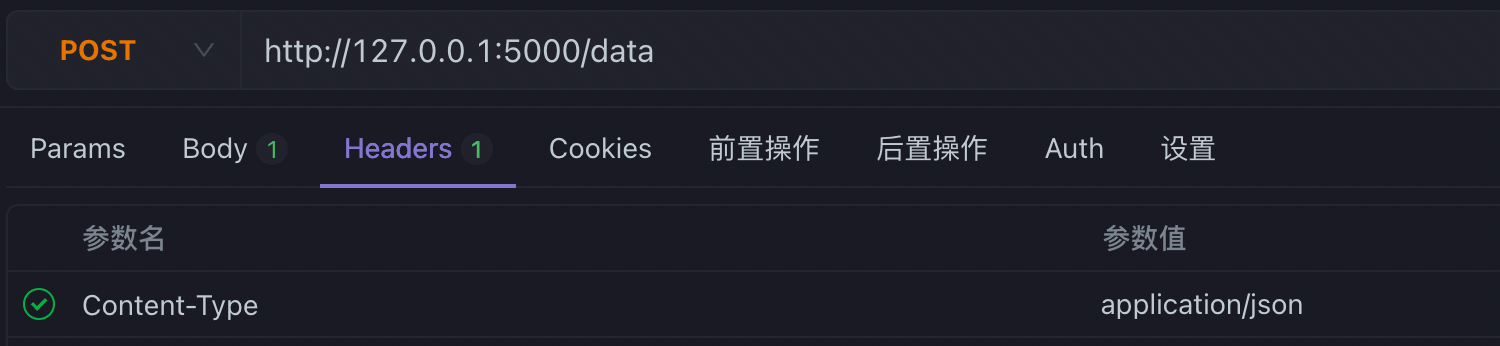 POST http://127.0.0.1:5000/data
Params Body 1 Headers 1 Cookies 前置操作 后置操作 Auth 设置
参数名 参数值
Content-Type application/json